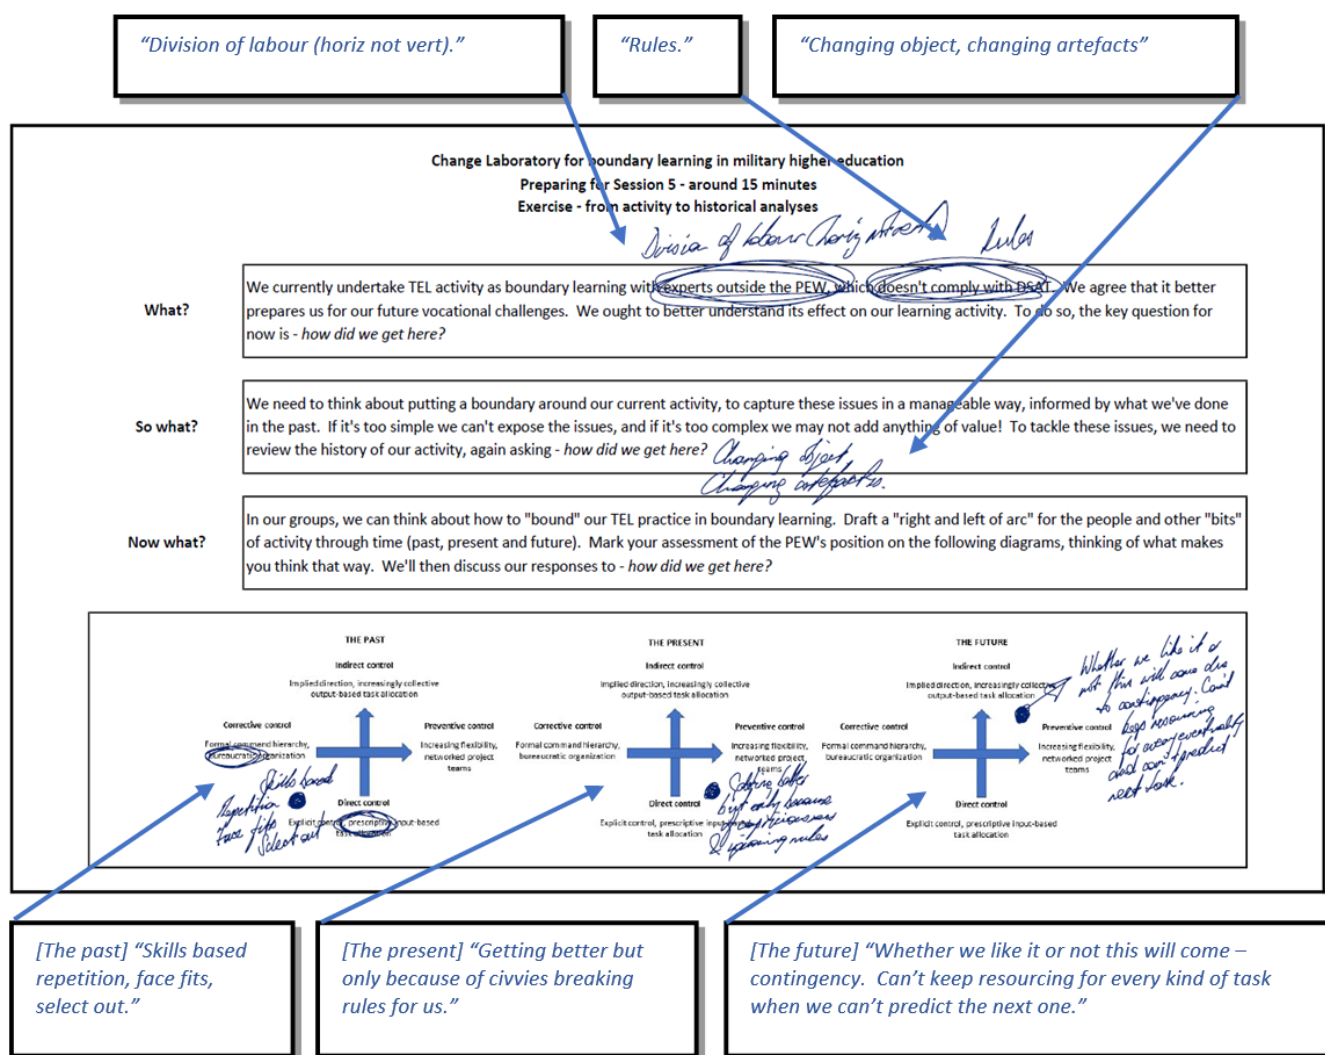 “Division of labour (horiz not vert).”
“Rules.”
“Changing object, changing artefacts”
Change Laboratory for boundary learning in military higher education
Preparing for Session 5 - around 15 minutes
Exercise - from activity to historical analyses
Division of labour (horiz not vert)
Rules
What?
We currently undertake TEL activity as boundary learning with experts outside the PEW, which doesn't comply with DSAT. We agree that it better
prepares us for our future vocational challenges. We ought to better understand its effect on our learning activity. To do so, the key question for
now is - how did we get here?
So what?
We need to think about putting a boundary around our current activity, to capture these issues in a manageable way, informed by what we've done
in the past. If it's too simple we can't expose the issues, and if it's too complex we may not add anything of value! To tackle these issues, we need to
review the history of our activity, again asking - how did we get here?
Changing object
Changing artefacts.
Now what?
In our groups, we can think about how to "bound" our TEL practice in boundary learning. Draft a "right and left of arc" for the people and other "bits"
of activity through time (past, present and future). Mark your assessment of the PEW's position on the following diagrams, thinking of what makes
you think that way. We'll then discuss our responses to - how did we get here?
THE PAST
Indirect control
Implied direction, increasingly collective
output-based task allocation
Corrective control
Formal command hierarchy,
bureaucratic organization
Preventive control
Increasing flexibility,
networked project
teams
Direct control
Explicit control, prescriptive input-based
task allocation
Skills based
Repetition
Face fits
Select out
THE PRESENT
Indirect control
Implied direction, increasingly collective
output-based task allocation
Corrective control
Formal command hierarchy,
bureaucratic organization
Preventive control
Increasing flexibility,
networked project
teams
Direct control
Explicit control, prescriptive input-based
task allocation
Getting better
but only because
of
rules
THE FUTURE
Indirect control
Implied direction, increasingly collective
output-based task allocation
Corrective control
Formal command hierarchy,
bureaucratic organization
Preventive control
Increasing flexibility,
networked project
teams
Direct control
Explicit control, prescriptive input-based
task allocation
Whether we like it or
not this will come due
to contingency. Can't
keep resourcing
for every eventuality
and can't predict
next task.
[The past] “Skills based
repetition, face fits,
select out.”
[The present] “Getting better but
only because of civvies breaking
rules for us.”
[The future] “Whether we like it or not this will come –
contingency. Can’t keep resourcing for every kind of task
when we can’t predict the next one.”